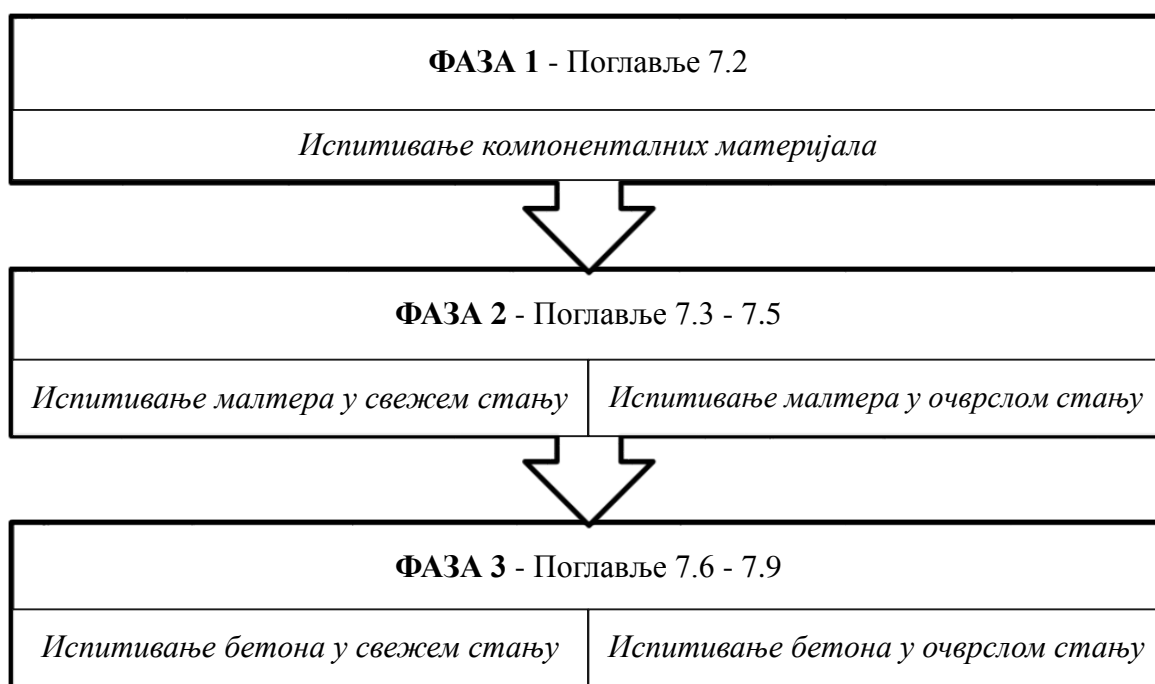 ФАЗА 1 - Поглавље 7.2
Испитивање компоненталних материјала
ФАЗА 2 - Поглавље 7.3 - 7.5
Испитивање малтера у свежем стању
Испитивање малтера у очврслом стању
ФАЗА 3 - Поглавље 7.6 - 7.9
Испитивање бетона у свежем стању
Испитивање бетона у очврслом стању